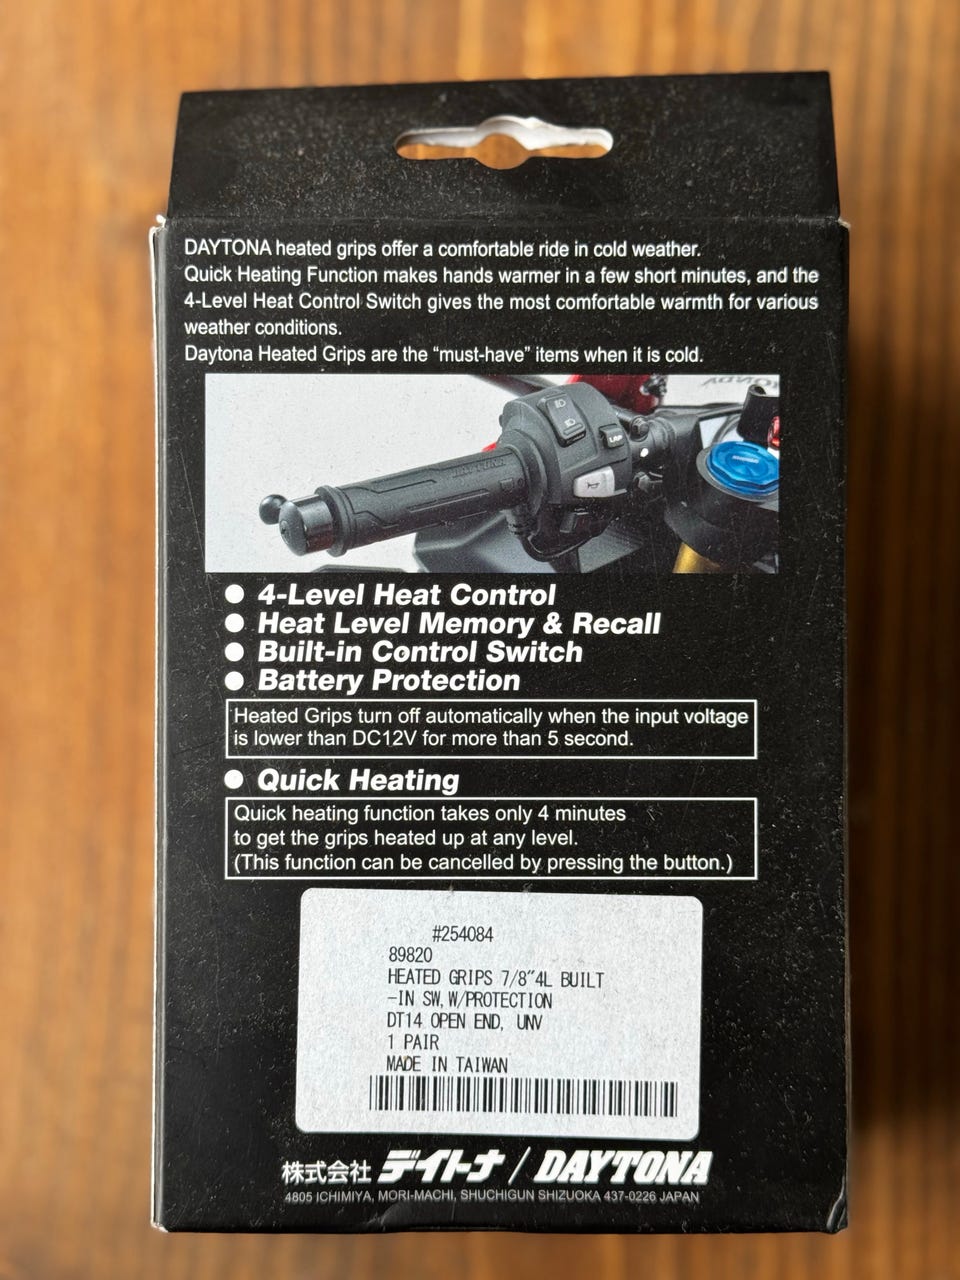 DAYTONA heated grips offer a comfortable ride in cold weather.
Quick Heating Function makes hands warmer in a few short minutes, and the
4-Level Heat Control Switch gives the most comfortable warmth for various
weather conditions.
Daytona Heated Grips are the “must-have” items when it is cold.
HONDA
LAP
DAYTONA
● 4-Level Heat Control
● Heat Level Memory & Recall
● Built-in Control Switch
● Battery Protection
Heated Grips turn off automatically when the input voltage
is lower than DC12V for more than 5 second.
● Quick Heating
Quick heating function takes only 4 minutes
to get the grips heated up at any level.
(This function can be cancelled by pressing the button.)
#254084
89820
HEATED GRIPS 7/8″4L BUILT
-IN SW,W/PROTECTION
DT14 OPEN END, UNV
1 PAIR
MADE IN TAIWAN
株式会社 デイトナ / DAYTONA
4805 ICHIMIYA, MORI-MACHI, SHUCHIGUN SHIZUOKA 437-0226 JAPAN